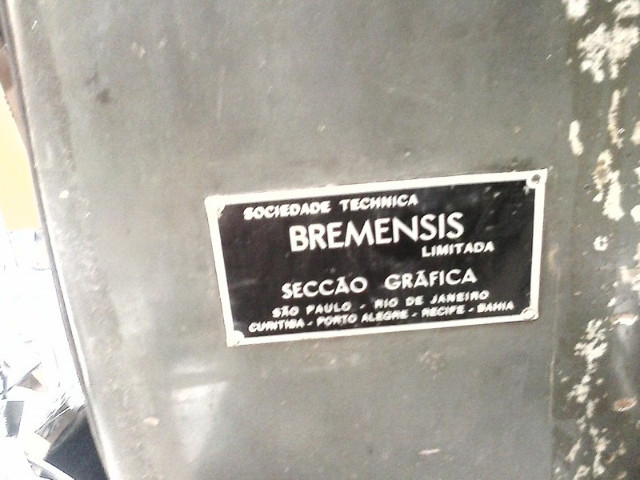 SOCIEDADE TECHNICA
BREMENSIS
LIMITADA
SECCÃO GRÁFICA
SÃO PAULO - RIO DE JANEIRO
CURITIBA - PORTO ALEGRE - RECIFE - BAHIA